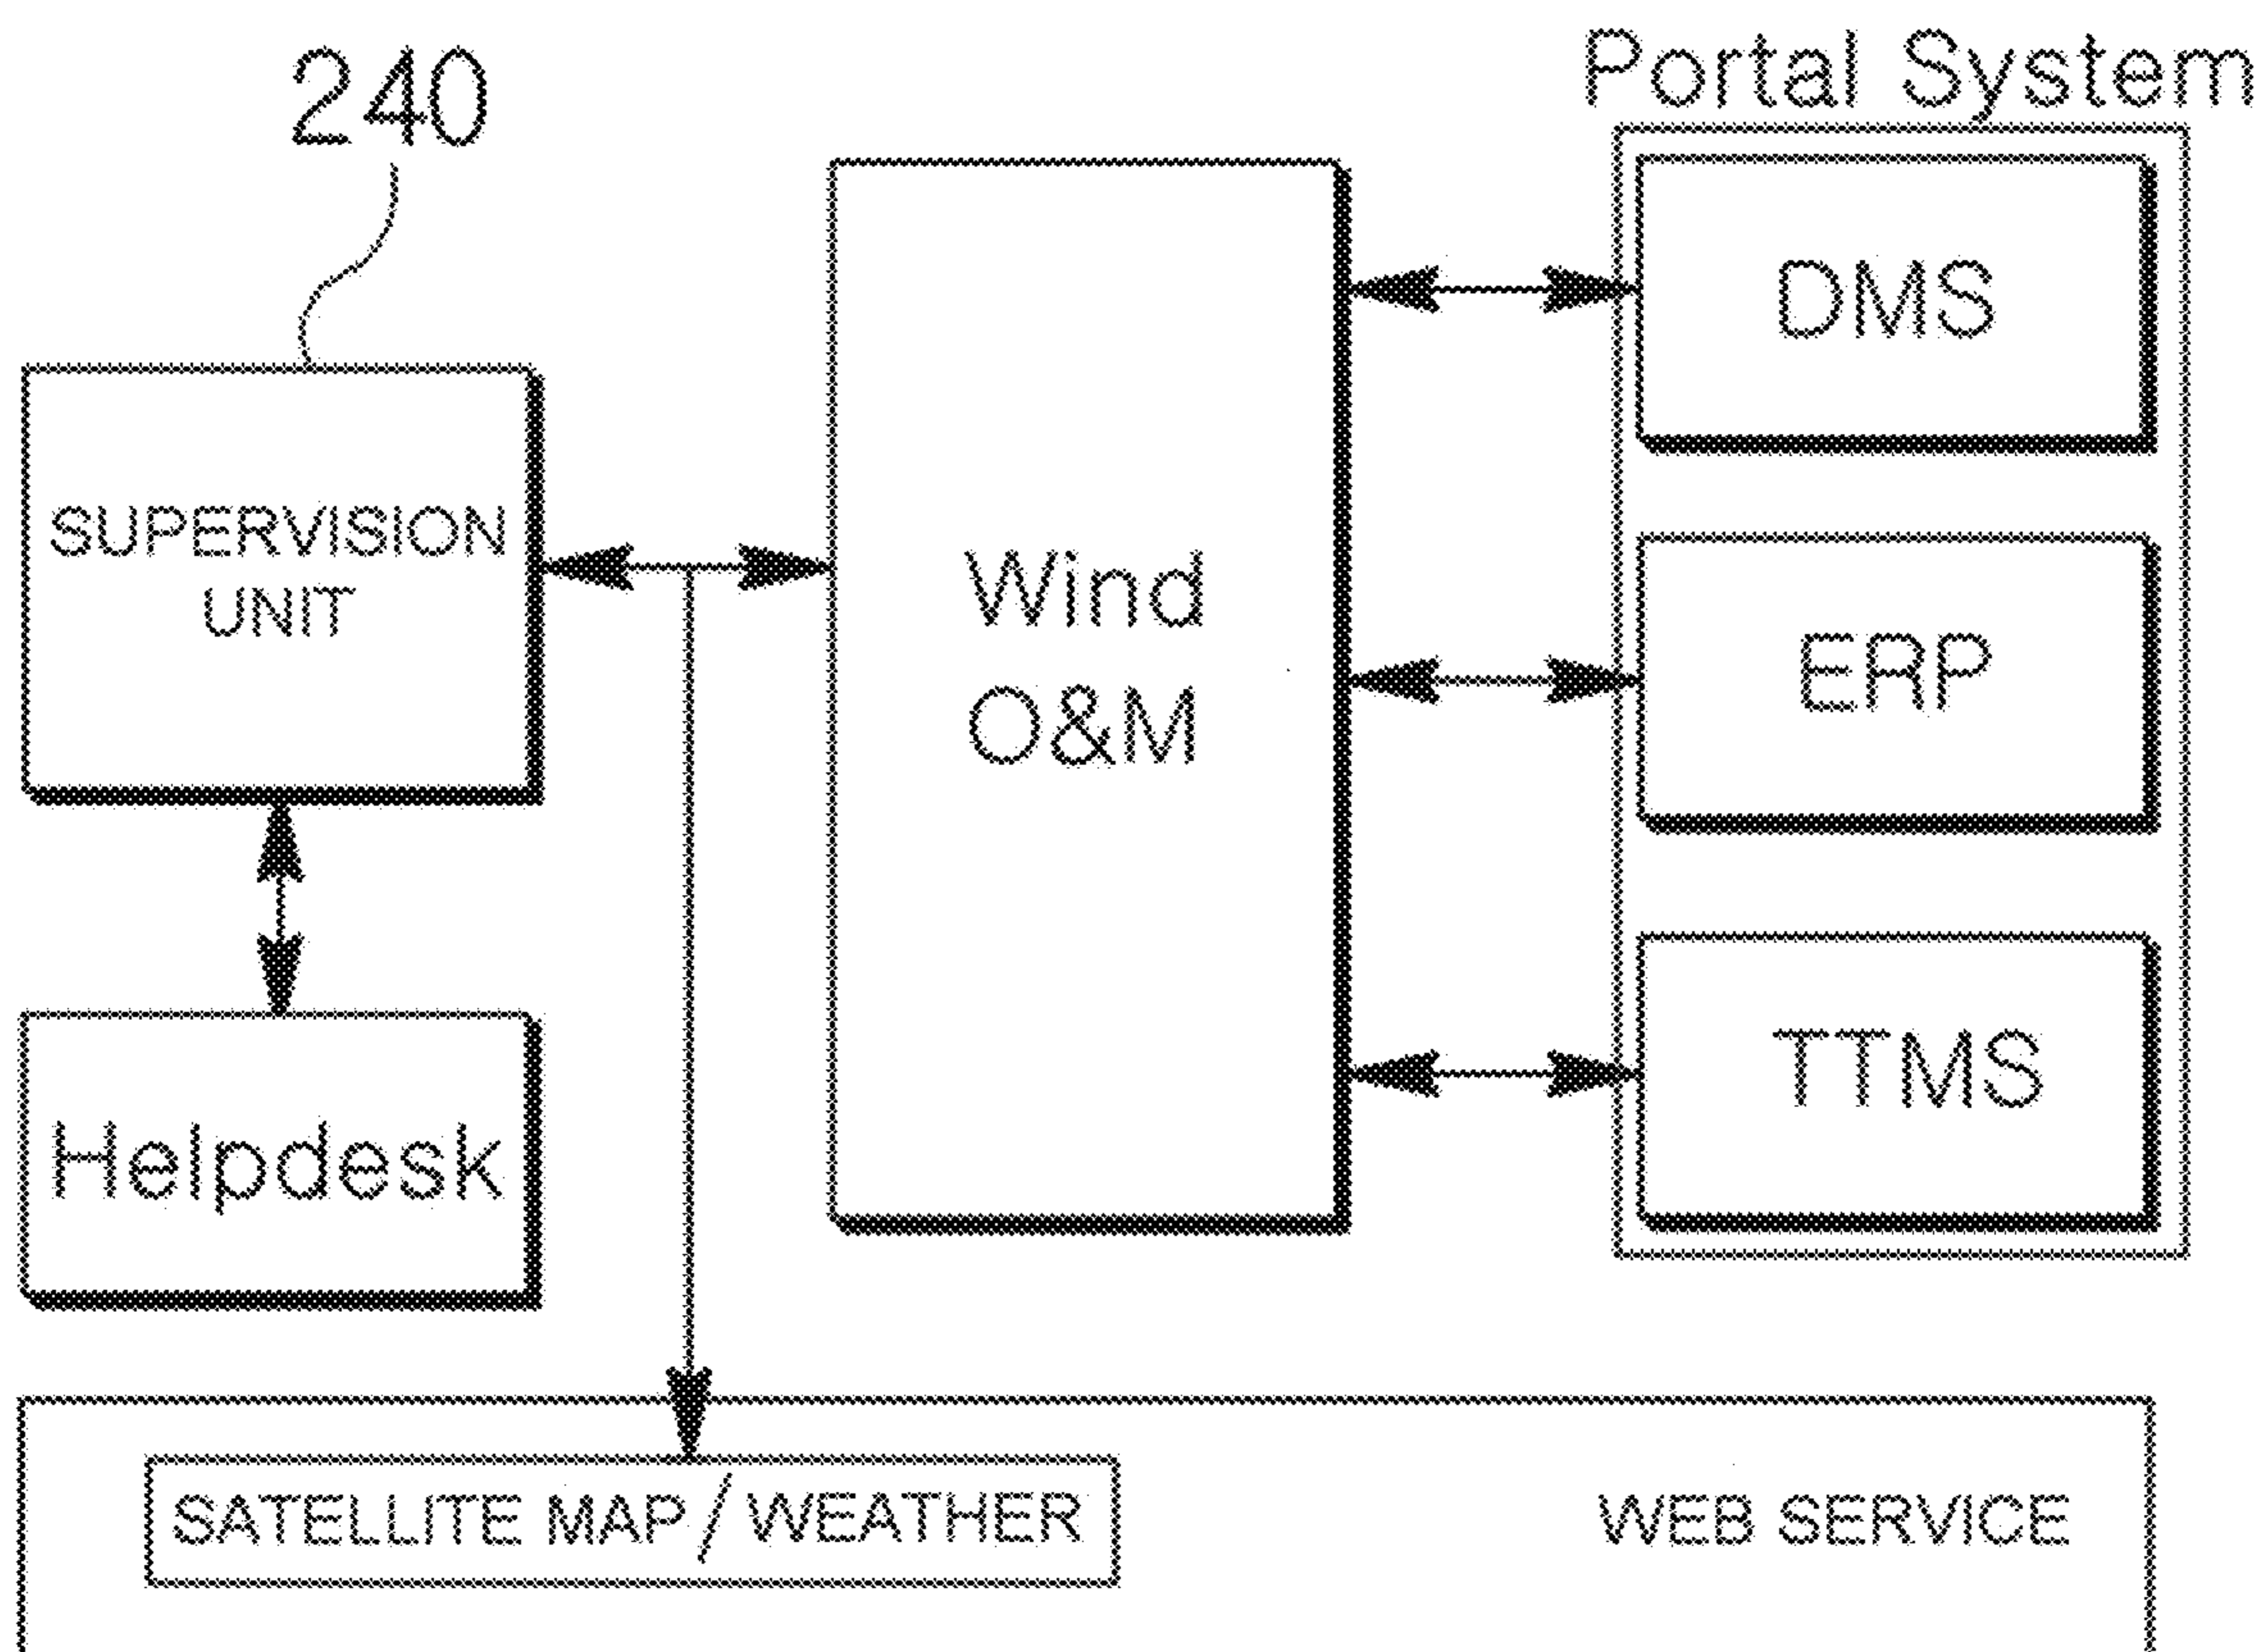 240
Portal System
SUPERVISION
UNIT
Helpdesk
Wind
O&M
DMS
ERP
TTMS
SATELLITE MAP / WEATHER
WEB SERVICE